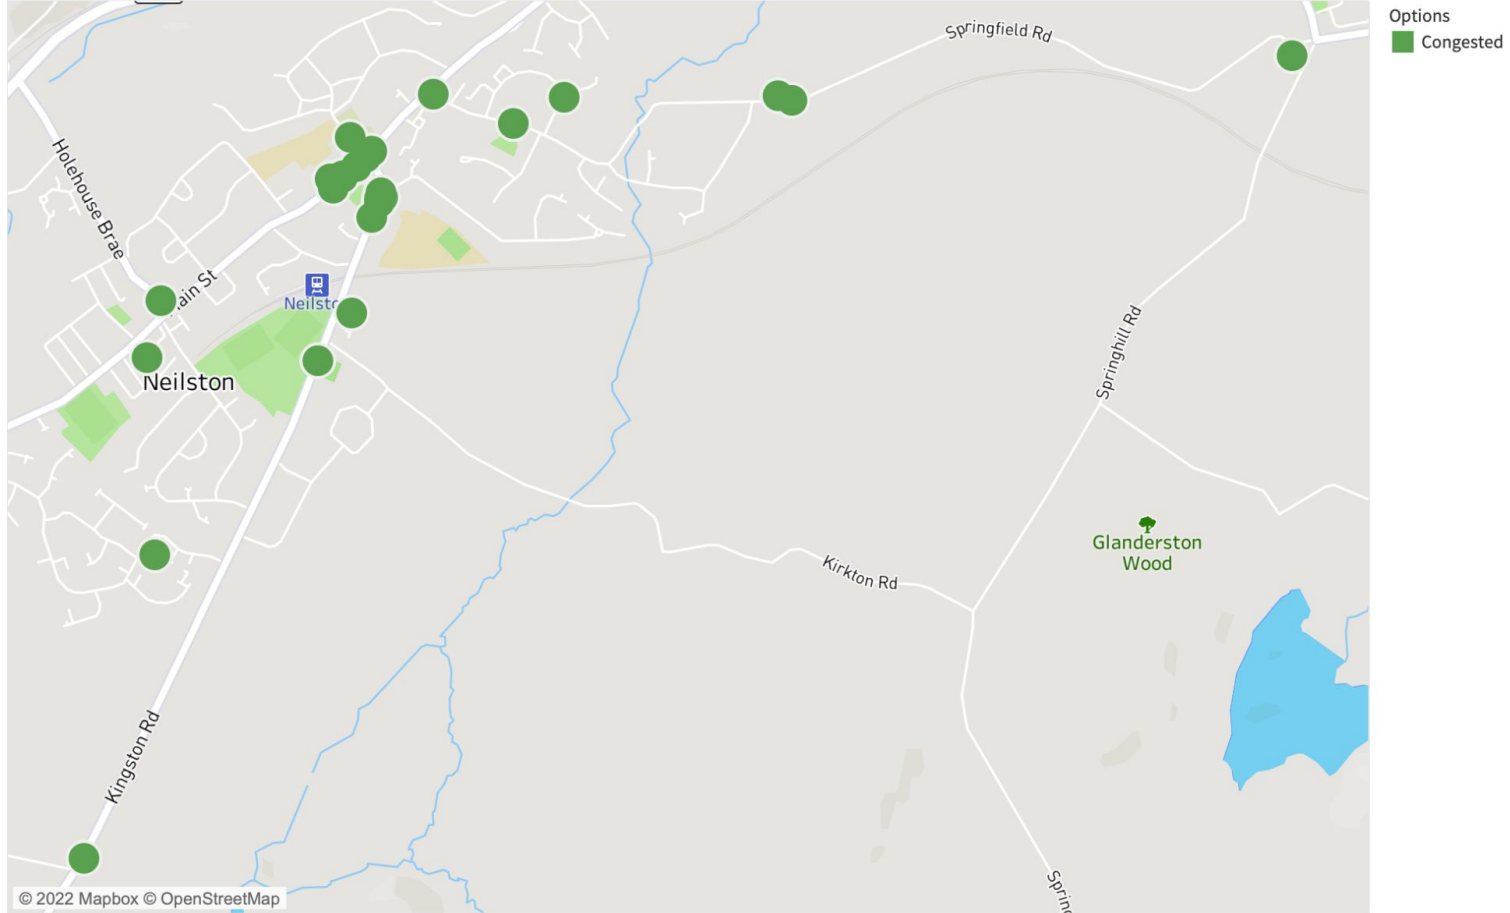 Options
Congested
Springfield Rd
Holehouse Brae
ain St
Neilsto
Neilston
Springhill Rd
Glanderston
Wood
Kirkton Rd
Kingston Rd
Sprin
© 2022 Mapbox © OpenStreetMap